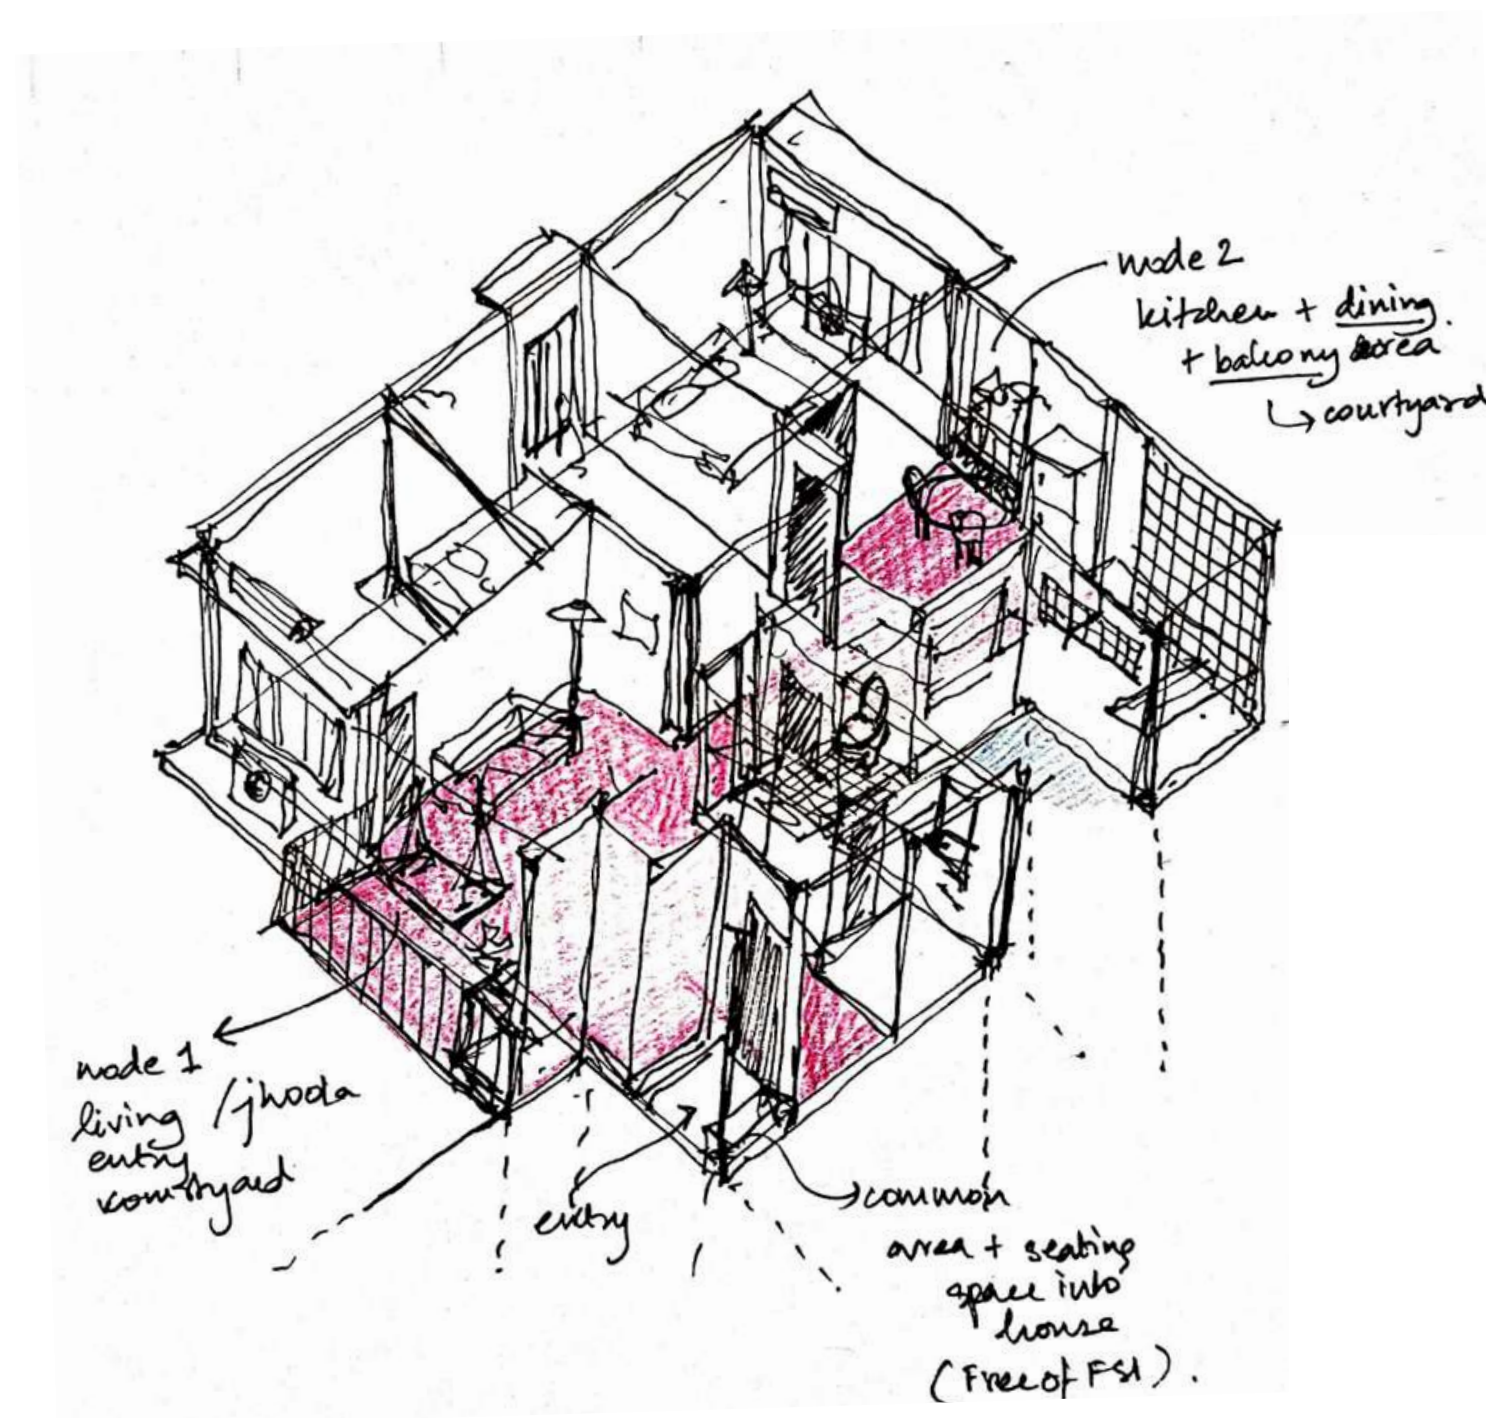 node 2
kitchen + dining.
+ balcony area
↳ courtyard
node 1
living / jhoola
entry
courtyard
entry
common
area + seating
space into
house
(Free of FSI).